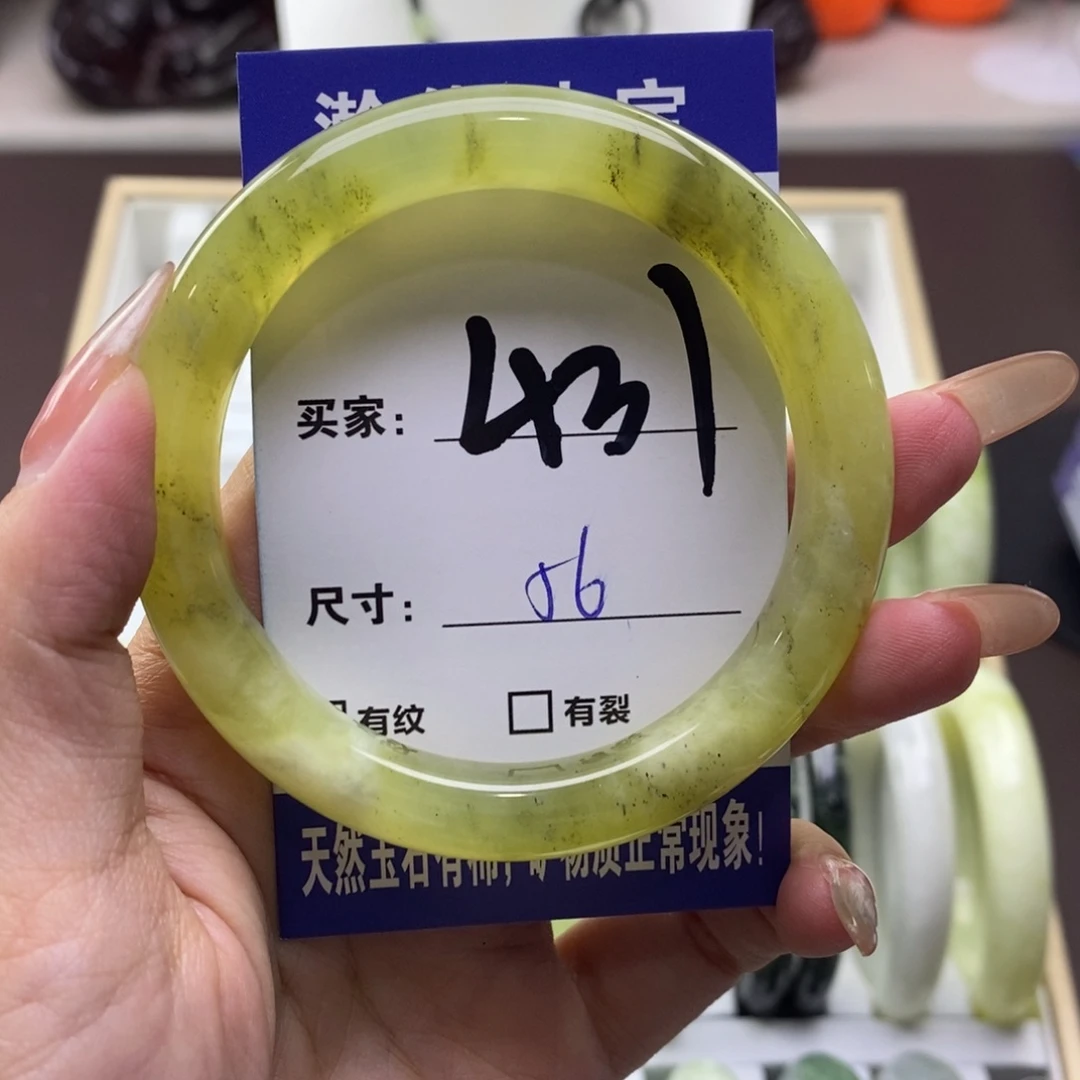 买家: 431
尺寸: 56
有纹 □有裂
天然玉石有棉,矿物质正常现象!